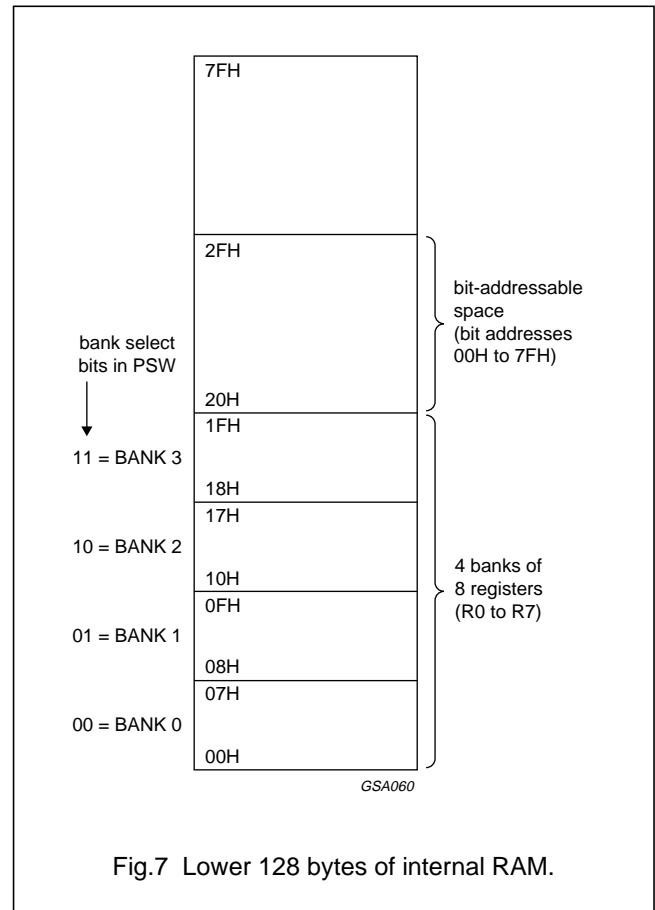 7FH
2FH
bit-addressable
space
(bit addresses
00H to 7FH)
bank select
bits in PSW
20H
1FH
11 = BANK 3
18H
17H
10 = BANK 2
10H
4 banks of
8 registers
(R0 to R7)
0FH
01 = BANK 1
08H
07H
00 = BANK 0
00H
GSA060
Fig.7 Lower 128 bytes of internal RAM.